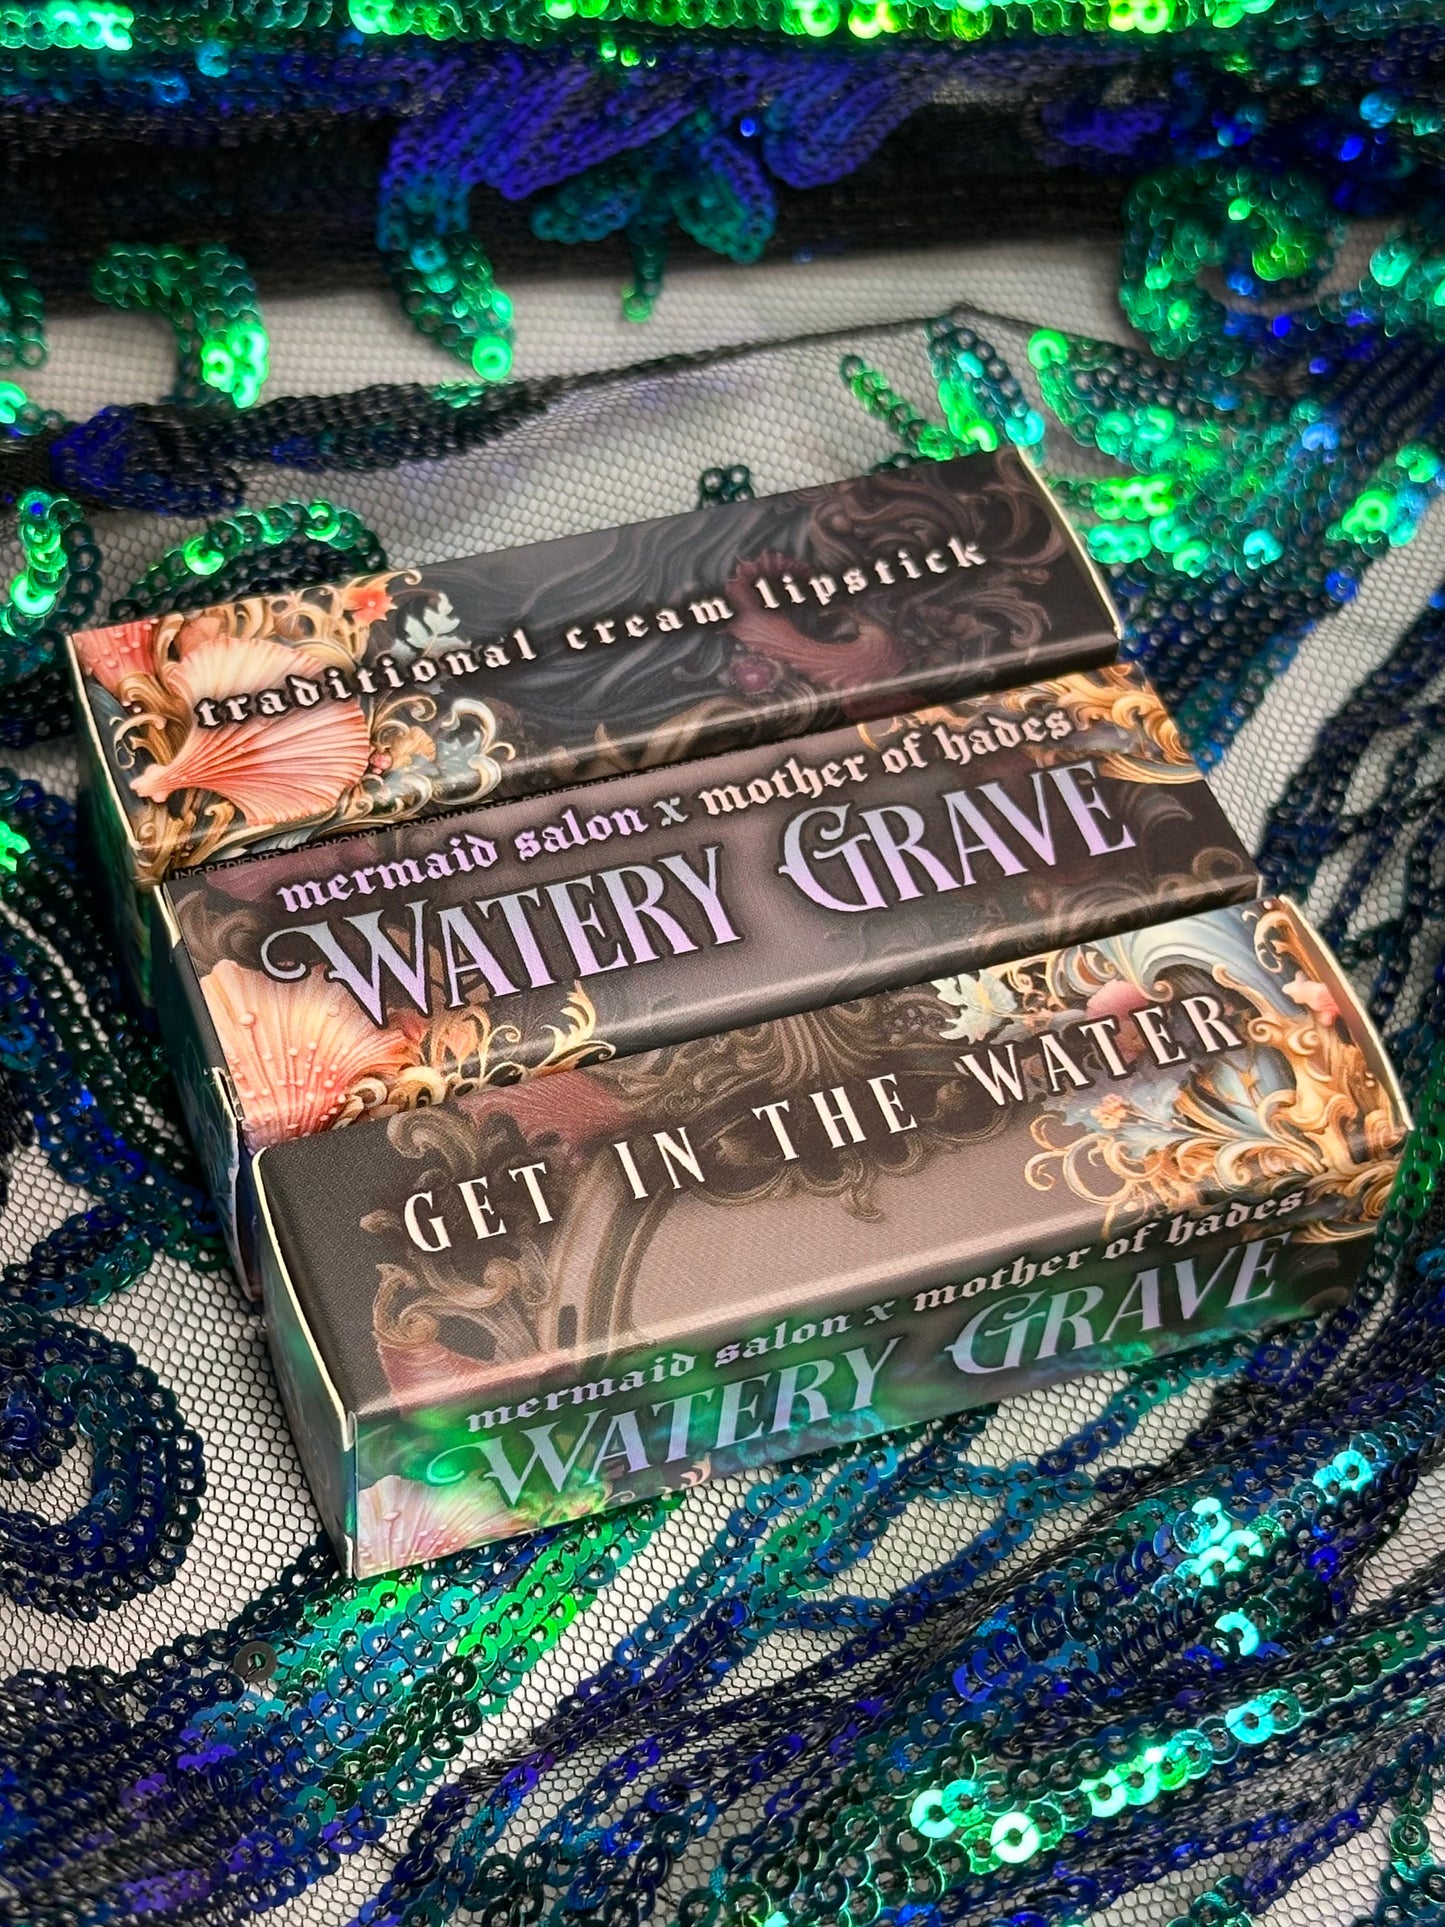 traditional cream lipstick
mermaid salon x mother of hades
WATERY GRAVE
GET IN THE WATER
mermaid salon x mother of hades
WATERY GRAVE